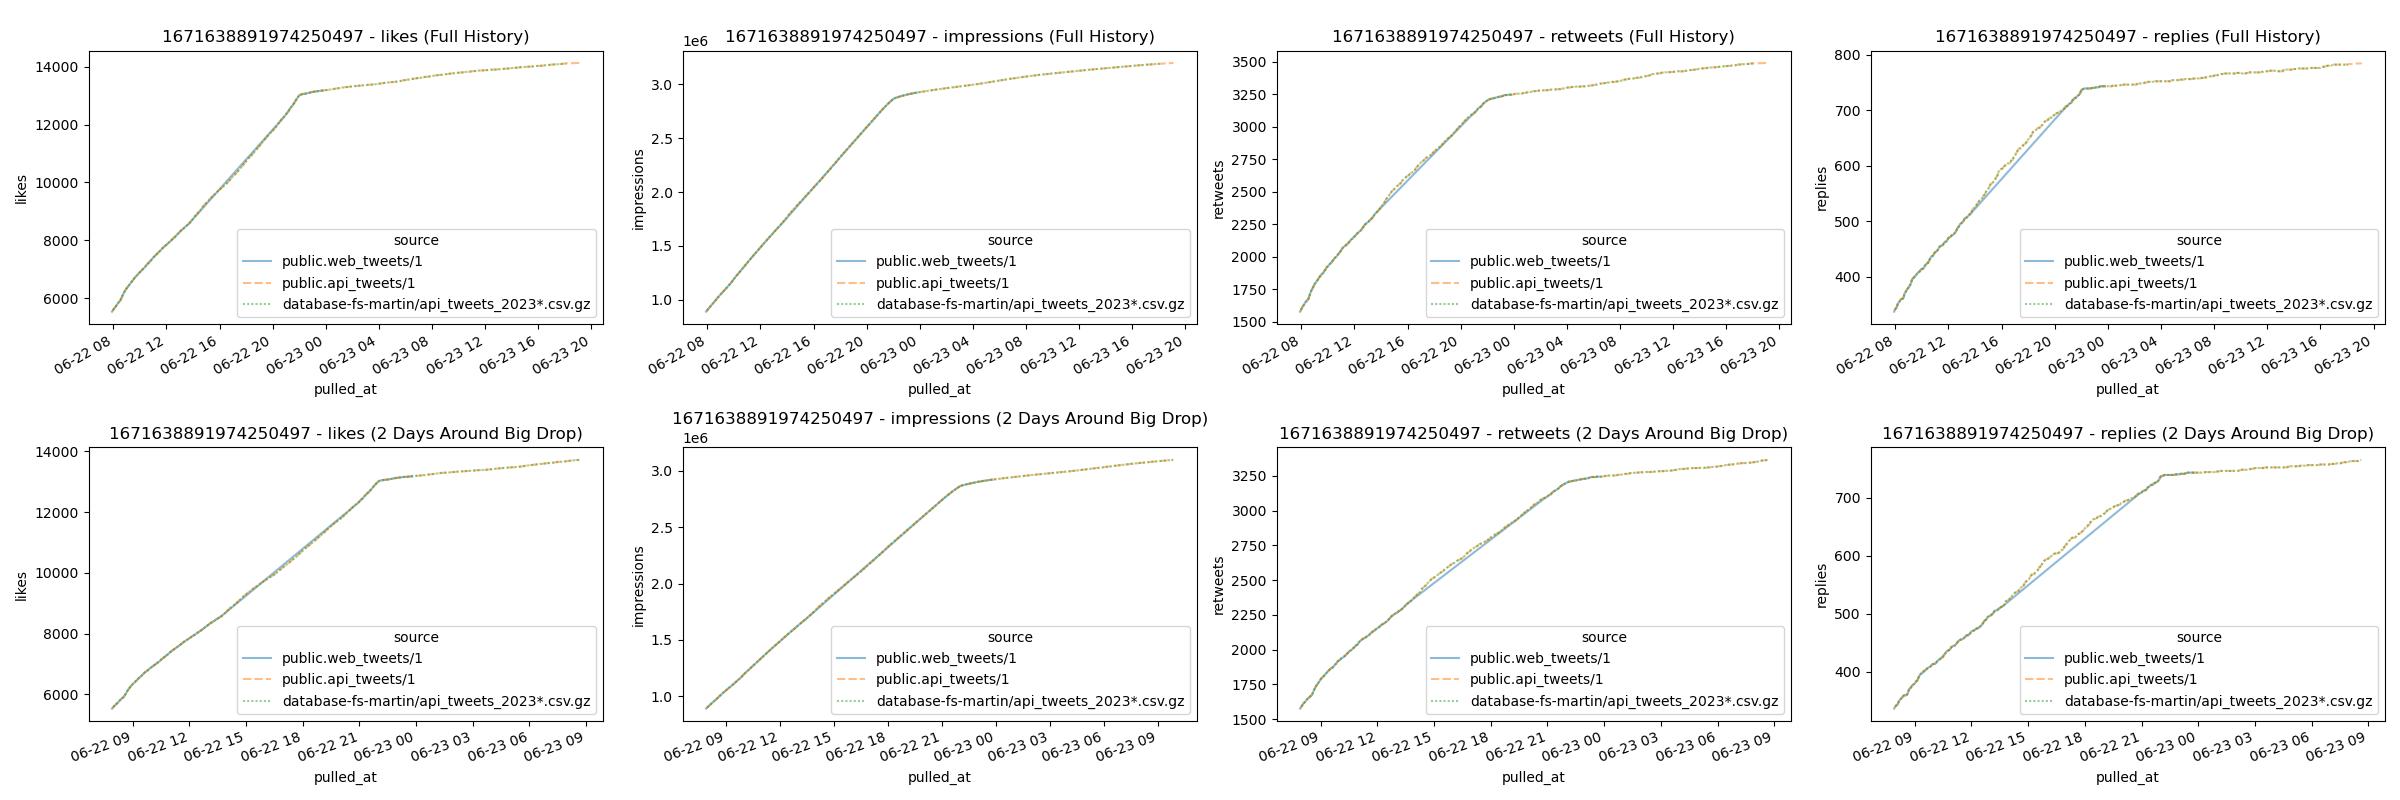 1671638891974250497 - likes (Full History)
14000
12000
10000
8000
6000
likes
source
public.web_tweets/1
public.api_tweets/1
database-fs-martin/api_tweets_2023*.csv.gz
06-22 08
06-22 12
06-22 16
06-22 20
06-23 00
06-23 04
06-23 08
06-23 12
06-23 16
06-23 20
pulled_at
1671638891974250497 - impressions (Full History)
1e6
3.0
2.5
2.0
1.5
1.0
impressions
source
public.web_tweets/1
public.api_tweets/1
database-fs-martin/api_tweets_2023*.csv.gz
06-22 08
06-22 12
06-22 16
06-22 20
06-23 00
06-23 04
06-23 08
06-23 12
06-23 16
06-23 20
pulled_at
1671638891974250497 - retweets (Full History)
3500
3250
3000
2750
2500
2250
2000
1750
1500
retweets
source
public.web_tweets/1
public.api_tweets/1
database-fs-martin/api_tweets_2023*.csv.gz
06-22 08
06-22 12
06-22 16
06-22 20
06-23 00
06-23 04
06-23 08
06-23 12
06-23 16
06-23 20
pulled_at
1671638891974250497 - replies (Full History)
800
700
600
500
400
replies
source
public.web_tweets/1
public.api_tweets/1
database-fs-martin/api_tweets_2023*.csv.gz
06-22 08
06-22 12
06-22 16
06-22 20
06-23 00
06-23 04
06-23 08
06-23 12
06-23 16
06-23 20
pulled_at
1671638891974250497 - likes (2 Days Around Big Drop)
14000
12000
10000
8000
6000
likes
source
public.web_tweets/1
public.api_tweets/1
database-fs-martin/api_tweets_2023*.csv.gz
06-22 09
06-22 12
06-22 15
06-22 18
06-22 21
06-23 00
06-23 03
06-23 06
06-23 09
pulled_at
1671638891974250497 - impressions (2 Days Around Big Drop)
1e6
3.0
2.5
2.0
1.5
1.0
impressions
source
public.web_tweets/1
public.api_tweets/1
database-fs-martin/api_tweets_2023*.csv.gz
06-22 09
06-22 12
06-22 15
06-22 18
06-22 21
06-23 00
06-23 03
06-23 06
06-23 09
pulled_at
1671638891974250497 - retweets (2 Days Around Big Drop)
3250
3000
2750
2500
2250
2000
1750
1500
retweets
source
public.web_tweets/1
public.api_tweets/1
database-fs-martin/api_tweets_2023*.csv.gz
06-22 09
06-22 12
06-22 15
06-22 18
06-22 21
06-23 00
06-23 03
06-23 06
06-23 09
pulled_at
1671638891974250497 - replies (2 Days Around Big Drop)
700
600
500
400
replies
source
public.web_tweets/1
public.api_tweets/1
database-fs-martin/api_tweets_2023*.csv.gz
06-22 09
06-22 12
06-22 15
06-22 18
06-22 21
06-23 00
06-23 03
06-23 06
06-23 09
pulled_at